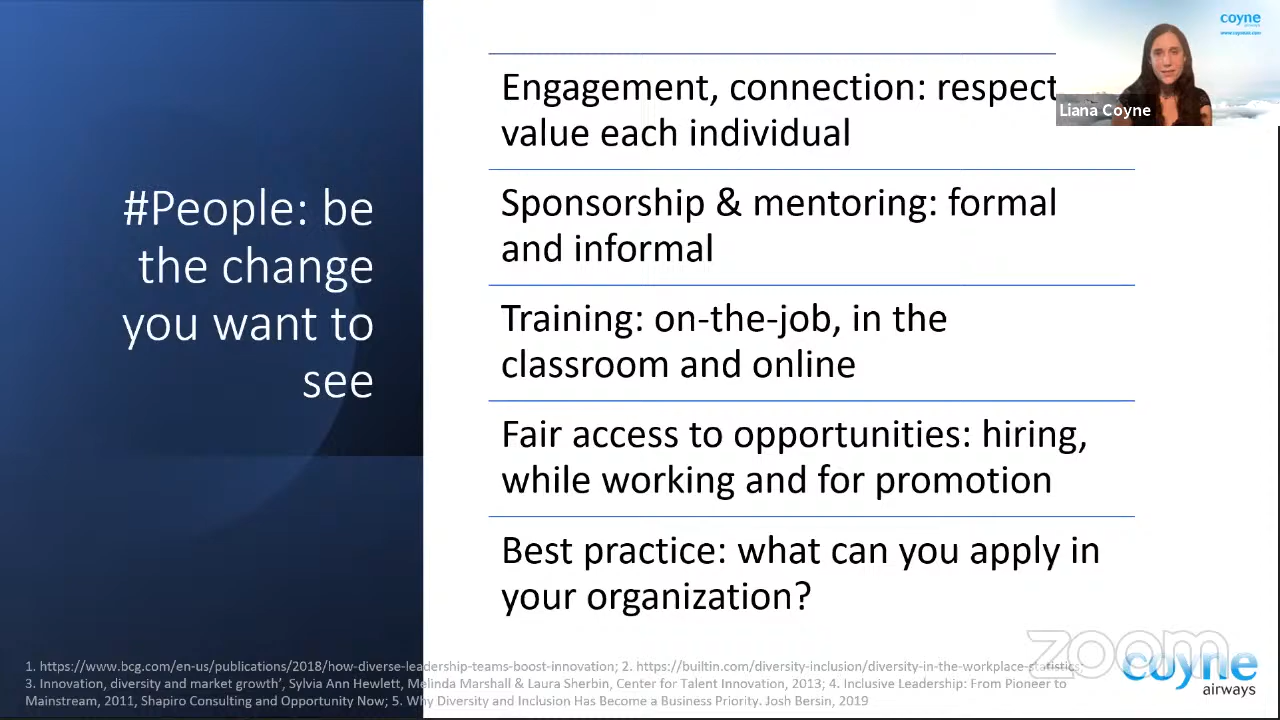 #People: be
the change
you want to
see
Engagement, connection: respect
value each individual
Sponsorship & mentoring: formal
and informal
Training: on-the-job, in the
classroom and online
Fair access to opportunities: hiring,
while working and for promotion
Best practice: what can you apply in
your organization?
coyne
airways
www.coyneair.com
Liana Coyne
1. https://www.bcg.com/en-us/publications/2018/how-diverse-leadership-teams-boost-innovation; 2. https://builtin.com/diversity-inclusion/diversity-in-the-workplace-statistics;
3. Innovation, diversity and market growth', Sylvia Ann Hewlett, Melinda Marshall & Laura Sherbin, Center for Talent Innovation, 2013; 4. Inclusive Leadership: From Pioneer to
Mainstream, 2011, Shapiro Consulting and Opportunity Now; 5. Why Diversity and Inclusion Has Become a Business Priority. Josh Bersin, 2019
zoom
coyne
airways